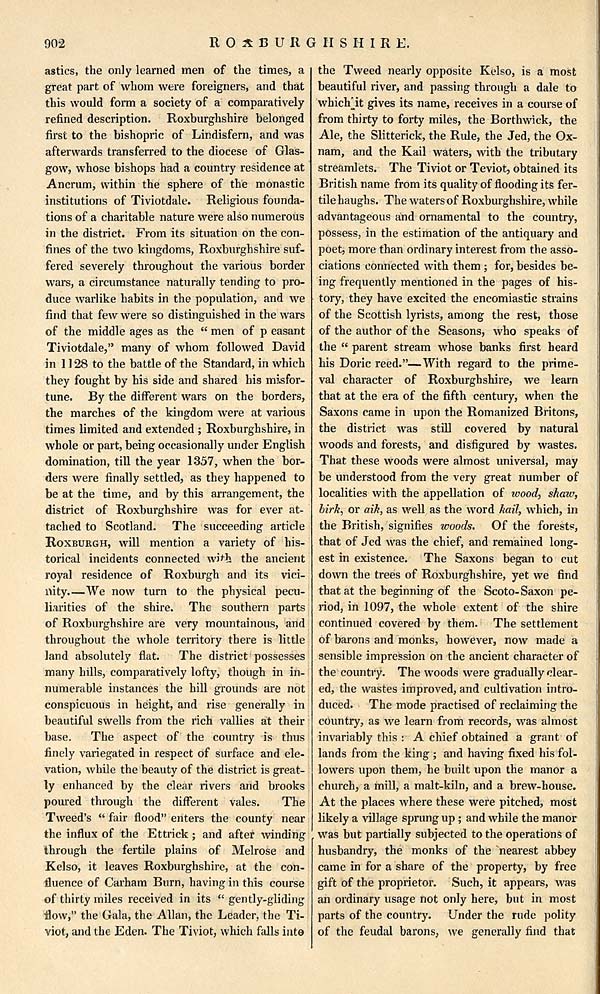 902
ROXBURGHSHIRE.
astics, the only learned men of the times, a
great part of whom were foreigners, and that
this would form a society of a comparatively
refined description. Roxburghshire belonged
first to the bishopric of Lindisfern, and was
afterwards transferred to the diocese of Glas-
gow, whose bishops had a country residence at
Ancrum, within the sphere of the monastic
institutions of Tiviotdale. Religious founda-
tions of a charitable nature were also numerous
in the district. From its situation on the con-
fines of the two kingdoms, Roxburghshire suf-
fered severely throughout the various border
wars, a circumstance naturally tending to pro-
duce warlike habits in the population, and we
find that few were so distinguished in the wars
of the middle ages as the " men of p easant
Tiviotdale," many of whom followed David
in 1128 to the battle of the Standard, in which
they fought by his side and shared his misfor-
tune. By the different wars on the borders,
the marches of the kingdom were at various
times limited and extended ; Roxburghshire, in
whole or part, being occasionally under English
domination, till the year 1357, when the bor-
ders were finally settled, as they happened to
be at the time, and by this arrangement, the
district of Roxburghshire was for ever at-
tached to Scotland. The succeeding article
ROXBURGH, will mention a variety of his-
torical incidents connected with the ancient
royal residence of Roxburgh and its vici-
nity.—We now turn to the physical pecu-
liarities of the shire. The southern parts
of Roxburghshire are very mountainous, and
throughout the whole territory there is little
land absolutely flat. The district possesses
many hills, comparatively lofty, though in in-
numerable instances the hill grounds are not
conspicuous in height, and rise generally in
beautiful swells from the rich vallies at their
base. The aspect of the country is thus
finely variegated in respect of surface and ele-
vation, while the beauty of the district is great-
ly enhanced by the clear rivers and brooks
poured through the different vales. The
Tweed's " fair flood" enters the county near
the influx of the Ettrick ; and after winding
through the fertile plains of Melrose and
Kelso, it leaves Roxburghshire, at the con-
fluence of Carham Burn, having in this course
of thirty miles received in its " gently-gliding
flow," the Gala, the Allan, the Leader, the Ti-
viot, and the Eden. The Tiviot, which falls into
the Tweed nearly opposite Kelso, is a most
beautiful river, and passing through a dale to
which it gives its name, receives in a course of
from thirty to forty miles, the Borthwick, the
Ale, the Slitterick, the Rule, the Jed, the Ox-
nam, and the Kail waters, with the tributary
streamlets. The Tiviot or Teviot, obtained its
British name from its quality of flooding its fer-
tile haughs. The waters of Roxburghshire, while
advantageous and ornamental to the country,
possess, in the estimation of the antiquary and
poet, more than ordinary interest from the asso-
ciations connected with them ; for, besides be-
ing frequently mentioned in the pages of his-
tory, they have excited the encomiastic strains
of the Scottish lyrists, among the rest, those
of the author of the Seasons, who speaks of
the " parent stream whose banks first heard
his Doric reed."—With regard to the prime-
val character of Roxburghshire, we learn
that at the era of the fifth century, when the
Saxons came in upon the Romanized Britons,
the district was still covered by natural
woods and forests, and disfigured by wastes.
That these woods were almost universal, may
be understood from the very great number of
localities with the appellation of wood, shaw,
birk, or aik, as well as the word kail, which, in
the British, signifies woods. Of the forests,
that of Jed was the chief, and remained long-
est in existence. The Saxons began to cut
down the trees of Roxburghshire, yet we find
that at the beginning of the Scoto-Saxon pe-
riod, in 1097, the whole extent of the shire
continued covered by them. The settlement
of barons and monks, however, now made a
sensible impression on the ancient character of
the country. The woods were gradually clear-
ed, the wastes improved, and cultivation intro-
duced. The mode practised of reclaiming the
country, as we learn from records, was almost
invariably this : A chief obtained a grant of
lands from the king ; and having fixed his fol-
lowers upon them, he built upon the manor a
church, a mill, a malt-kiln, and a brew-house.
At the places where these were pitched, most
likely a village sprung up ; and while the manor
was but partially subjected to the operations of
husbandry, the monks of the nearest abbey
came in for a share of the property, by free
gift of the proprietor. Such, it appears, was
an ordinary usage not only here, but in most
parts of the country. Under the rude polity
of the feudal barons, we generally find that